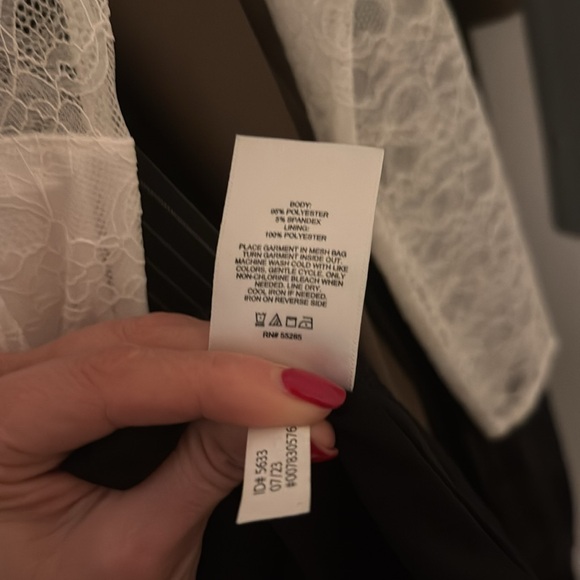 BODY:
95% POLYESTER
5% SPANDEX
LINING:
100% POLYESTER
PLACE GARMENT IN MESH BAG
TURN GARMENT INSIDE OUT.
MACHINE WASH COLD WITH LIKE
COLORS. GENTLE CYCLE. ONLY
NON-CHLORINE BLEACH WHEN
NEEDED. LINE DRY.
COOL IRON IF NEEDED.
IRON ON REVERSE SIDE
RN# 55285
ID# 5633
07/23
#007830576